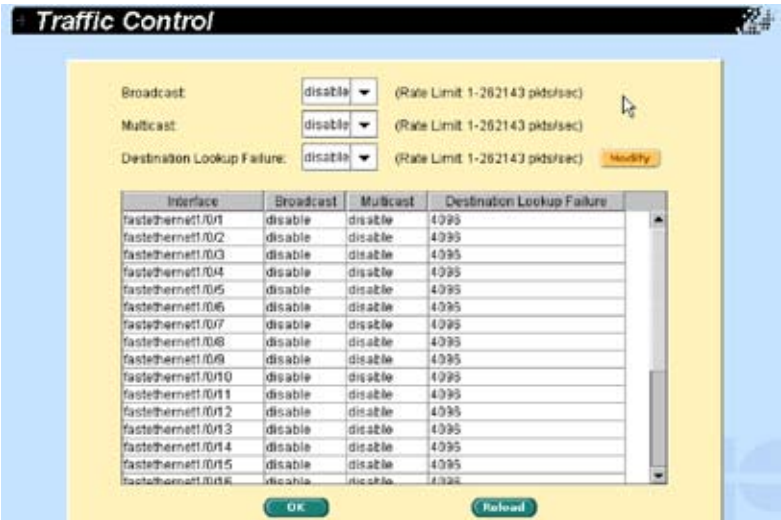 Traffic Control
Broadcast: disable (Rate Limit 1-262143 pkts/sec)
Multicast: disable (Rate Limit 1-262143 pkts/sec)
Destination Lookup Failure: disable (Rate Limit 1-262143 pkts/sec) Modify
Interface Broadcast Multicast Destination Lookup Failure
fastethernet1/0/1 disable disable 4096
fastethernet1/0/2 disable disable 4096
fastethernet1/0/3 disable disable 4096
fastethernet1/0/4 disable disable 4096
fastethernet1/0/5 disable disable 4096
fastethernet1/0/6 disable disable 4096
fastethernet1/0/7 disable disable 4096
fastethernet1/0/8 disable disable 4096
fastethernet1/0/9 disable disable 4096
fastethernet1/0/10 disable disable 4096
fastethernet1/0/11 disable disable 4096
fastethernet1/0/12 disable disable 4096
fastethernet1/0/13 disable disable 4096
fastethernet1/0/14 disable disable 4096
fastethernet1/0/15 disable disable 4096
fastethernet1/0/16 disable disable 4096
OK Reload